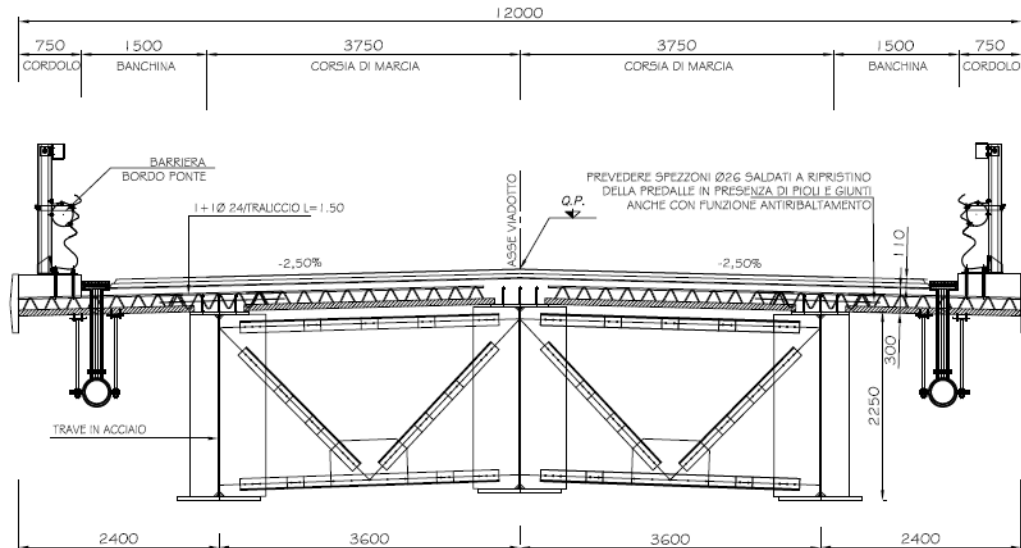 12000
750 1500 3750 3750 1500 750
CORDOLO BANCHINA CORSIA DI MARCIA CORSIA DI MARCIA BANCHINA CORDOLO
BARRIERA
BORDO PONTE
1+1Ø 24/TRALICCIO L=1.50
ASSE VIADOTTO
Q.P.
PREVEDERE SPEZZONI Ø26 SALDATI A RIPRISTINO
DELLA PREDALLE IN PRESENZA DI PIOLI E GIUNTI
ANCHE CON FUNZIONE ANTIRIBALTAMENTO
110
-2,50% -2,50%
300
2250
TRAVE IN ACCIAIO
2400 3600 3600 2400